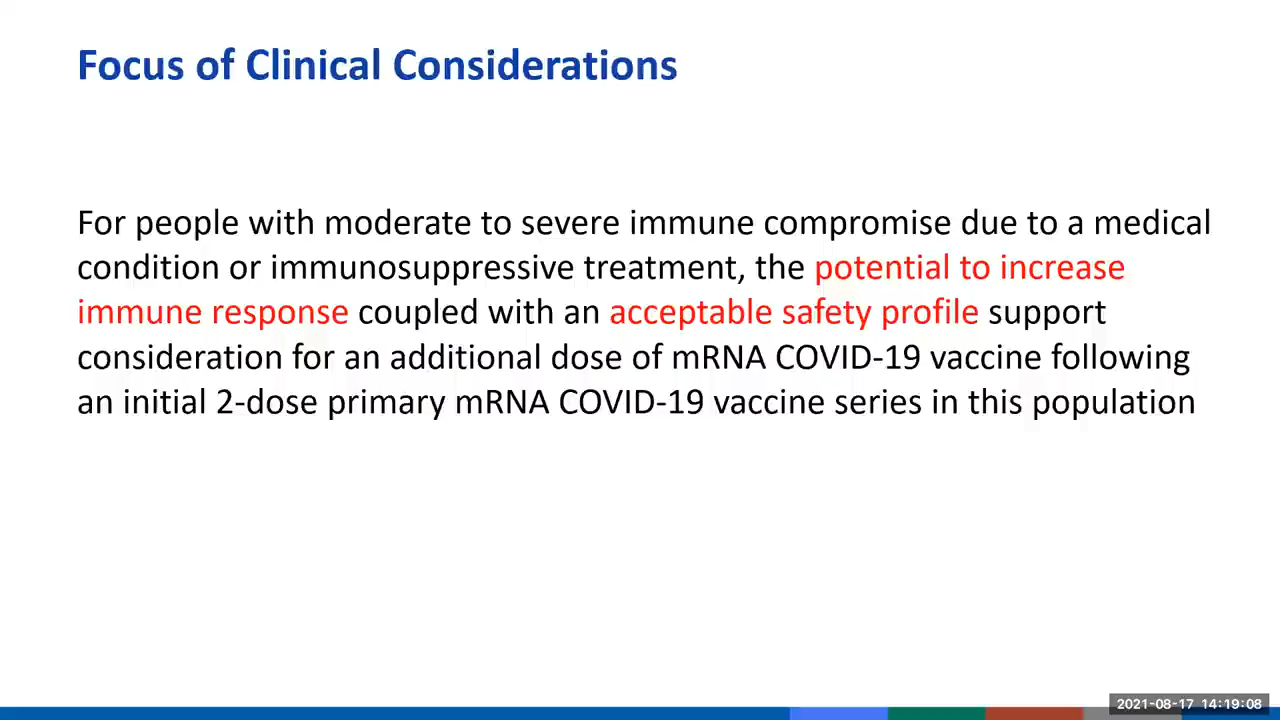 Focus of Clinical Considerations
For people with moderate to severe immune compromise due to a medical
condition or immunosuppressive treatment, the potential to increase
immune response coupled with an acceptable safety profile support
consideration for an additional dose of mRNA COVID-19 vaccine following
an initial 2-dose primary mRNA COVID-19 vaccine series in this population
2021-08-17 14:19:08